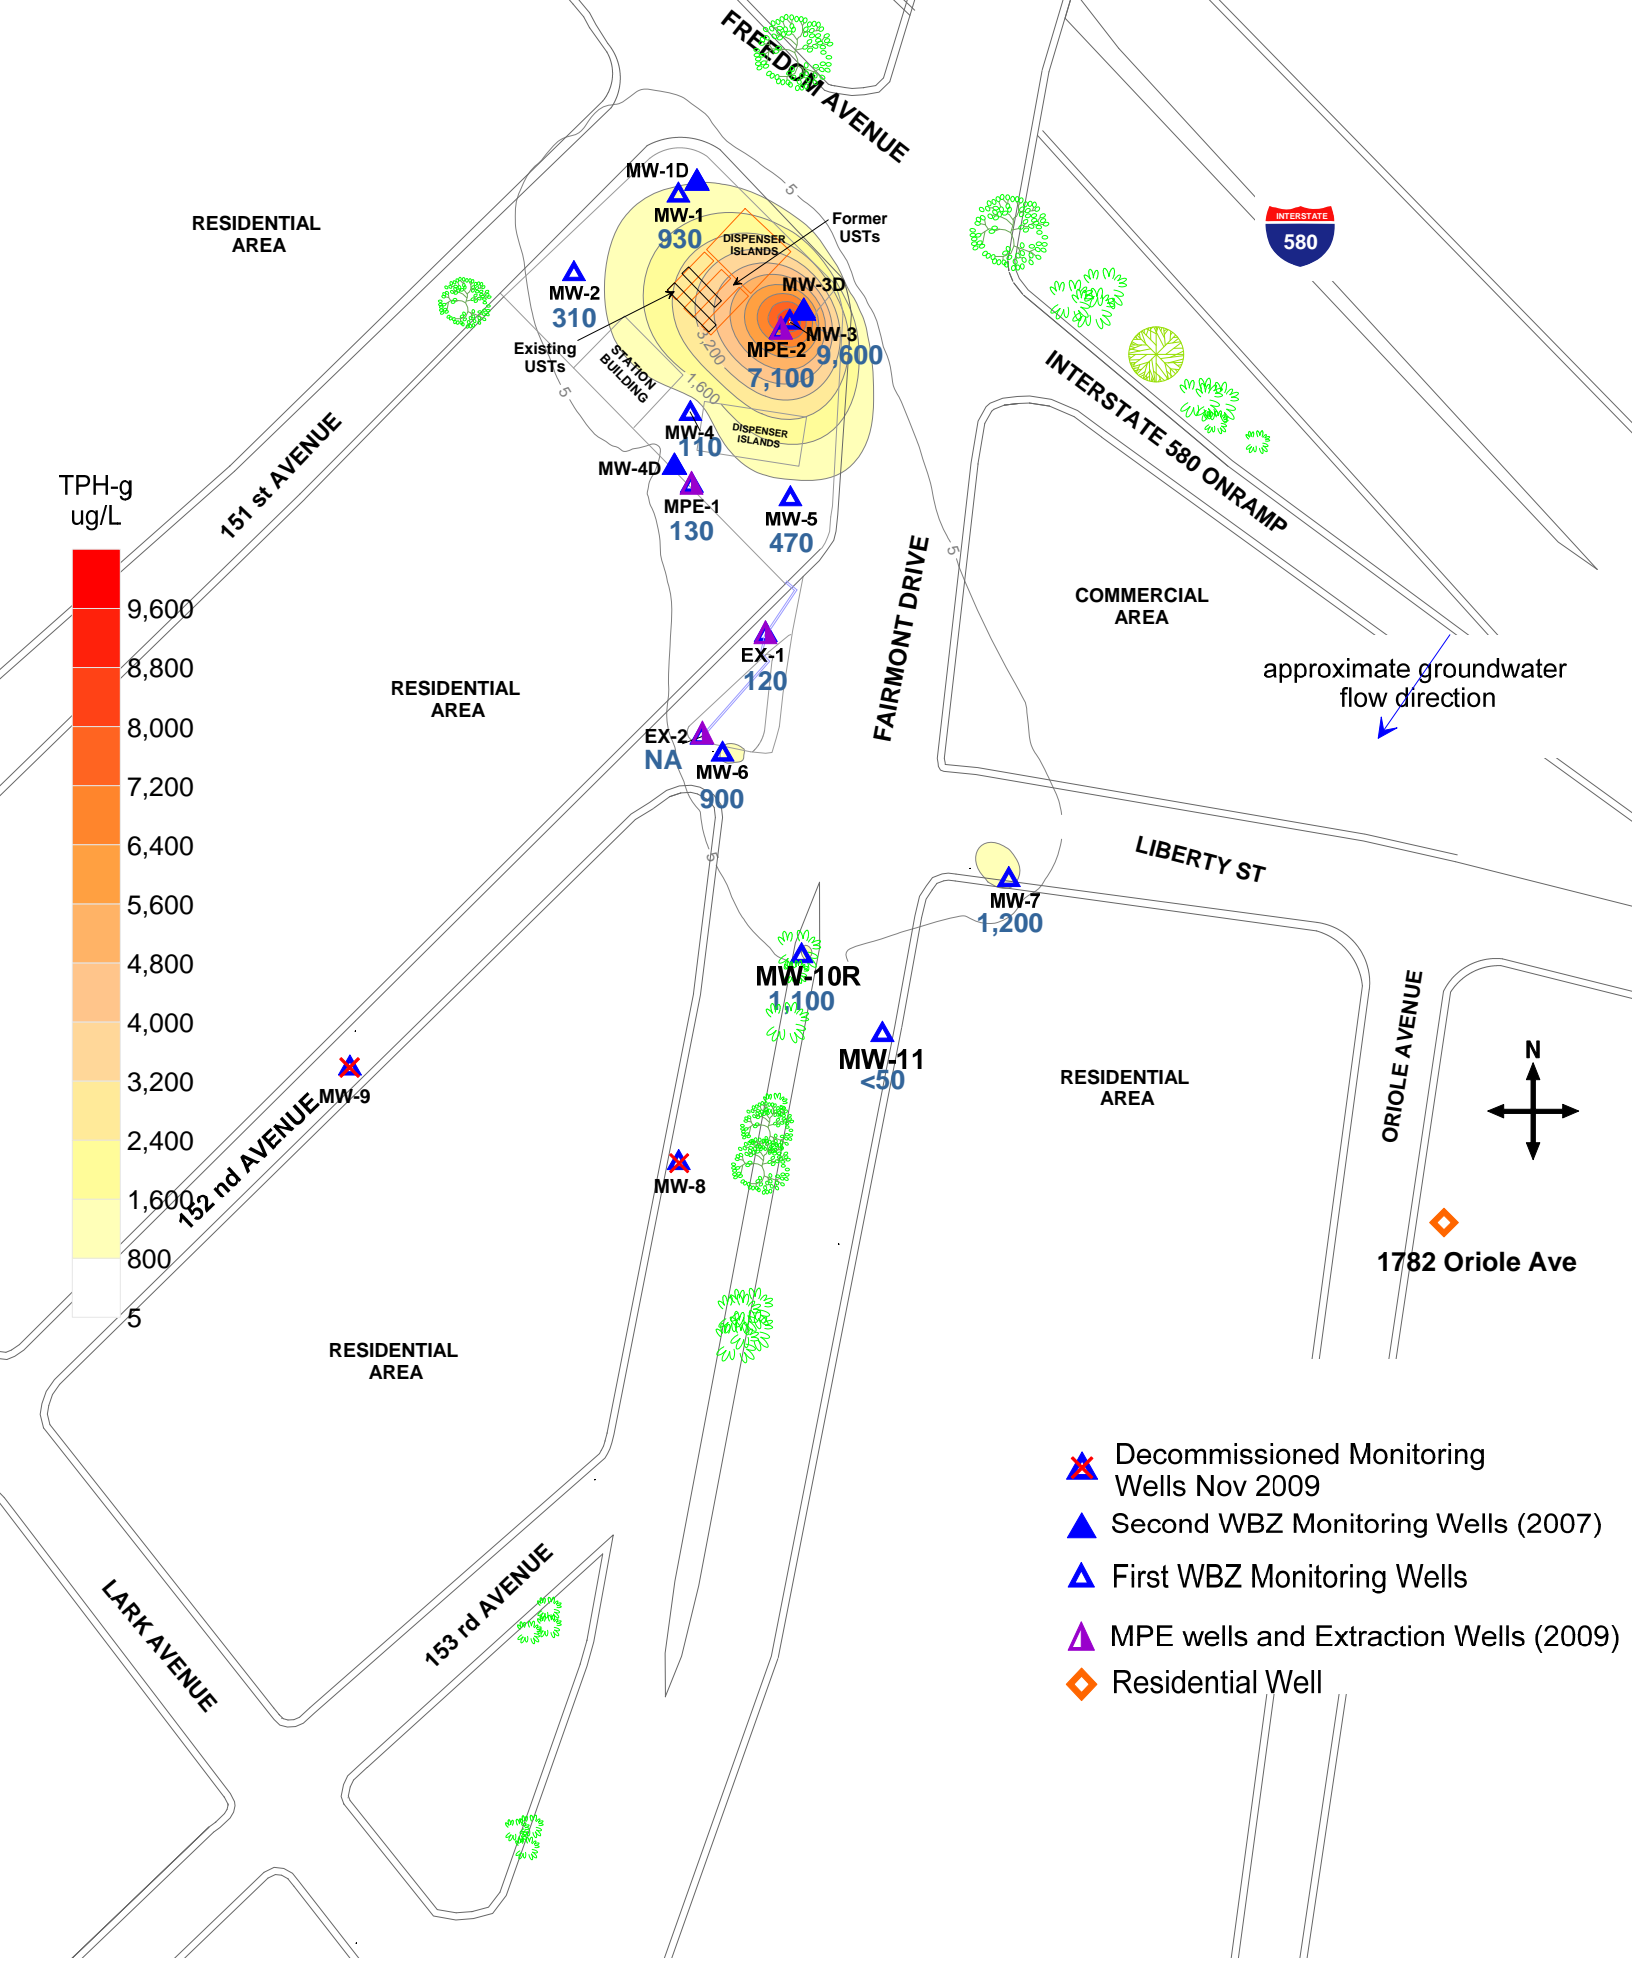 FREEDOM AVENUE
5
MW-1D
MW-1
930
RESIDENTIAL
AREA
Former
USTs
DISPENSER
ISLANDS
INTERSTATE
580
MW-2
310
MW-3D
MW-3
9,600
MPE-2
7,100
Existing
USTs
STATION
BUILDING
3,200
1,600
5
MW-4
110
DISPENSER
ISLANDS
INTERSTATE 580 ONRAMP
151 st AVENUE
MW-4D
MPE-1
130
MW-5
470
TPH-g
ug/L
9,600
8,800
8,000
7,200
6,400
5,600
4,800
4,000
3,200
2,400
1,600
800
5
5
FAIRMONT DRIVE
COMMERCIAL
AREA
EX-1
120
approximate groundwater
flow direction
RESIDENTIAL
AREA
EX-2
NA
MW-6
900
5
LIBERTY ST
MW-7
1,200
MW-10R
1,100
MW-11
<50
ORIOLE AVENUE
N
RESIDENTIAL
AREA
MW-9
152 nd AVENUE
MW-8
1782 Oriole Ave
RESIDENTIAL
AREA
Decommissioned Monitoring
Wells Nov 2009
Second WBZ Monitoring Wells (2007)
First WBZ Monitoring Wells
MPE wells and Extraction Wells (2009)
Residential Well
153 rd AVENUE
LARK AVENUE